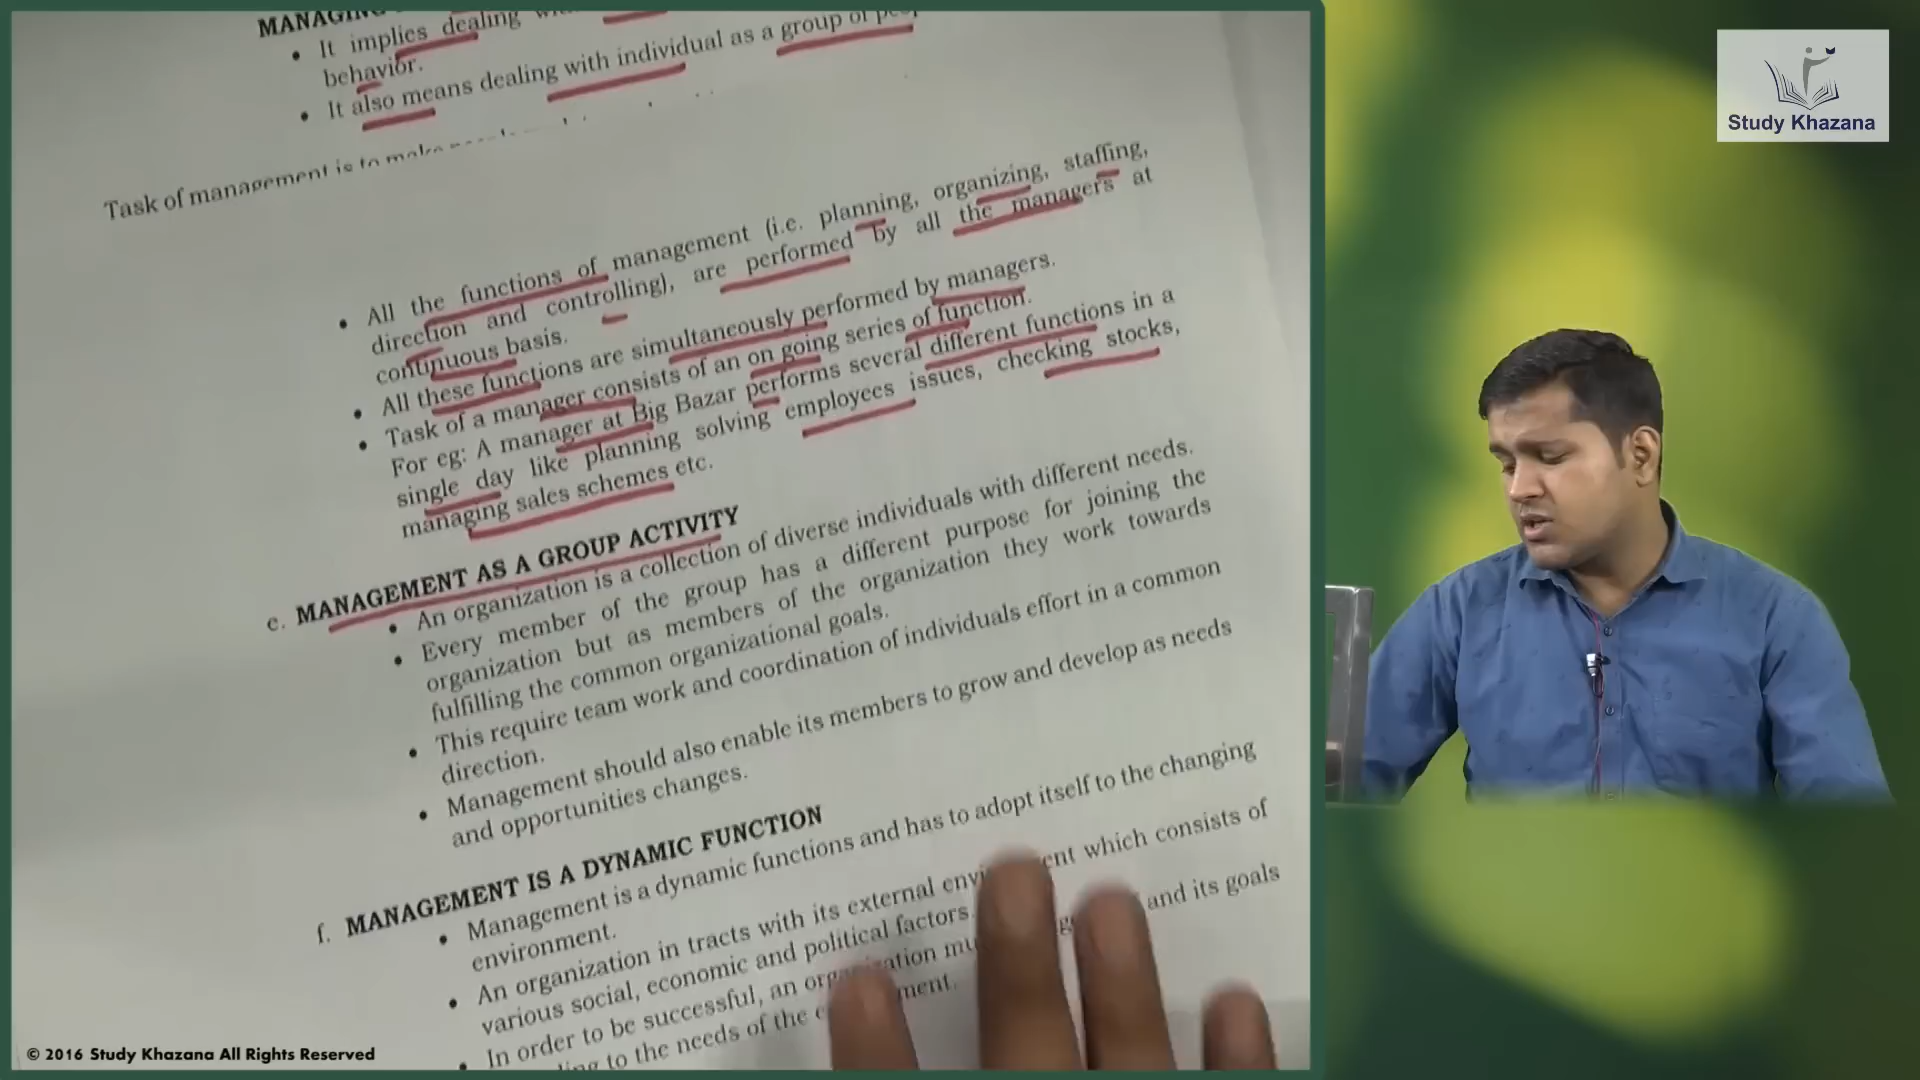 MANAGING
• It implies dealing
behavior.
• It also means dealing with individual as a group of
Task of management is to make
• All the functions of management (i.e. planning, organizing, staffing,
direction and controlling), are performed by all the managers at
continuous basis.
• All these functions are simultaneously performed by managers.
• Task of a manager consists of an on going series of function.
For eg: A manager at Big Bazar performs several different functions in a
single day like planning solving employees issues, checking stocks,
managing sales schemes etc.
e. MANAGEMENT AS A GROUP ACTIVITY
• An organization is a collection of diverse individuals with different needs.
• Every member of the group has a different purpose for joining the
organization but as members of the organization they work towards
fulfilling the common organizational goals.
• This require team work and coordination of individuals effort in a common
direction.
• Management should also enable its members to grow and develop as needs
and opportunities changes.
f. MANAGEMENT IS A DYNAMIC FUNCTION
• Management is a dynamic functions and has to adopt itself to the changing
environment.
• An organization in tracts with its external which consists of
various social, economic and political factors.
• In order to be successful, an and its goals
to the needs of the
Study Khazana
© 2016 Study Khazana All Rights Reserved